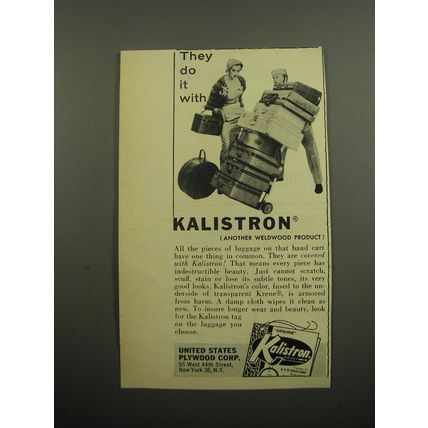 They
do
it
with
KALISTRON®
(ANOTHER WELDWOOD PRODUCT)
All the pieces of luggage on that hand cart
have one thing in common. They are covered
with Kalistron! That means every piece has
indestructible beauty. Just cannot scratch,
scuff, stain or lose its subtle tones, its very
good looks. Kalistron's color, fused to the un-
derside of transparent Krene®, is armored
from harm. A damp cloth wipes it clean as
new. To insure longer wear and beauty, look
for the Kalistron tag
on the luggage you
choose.
UNITED STATES
PLYWOOD CORP.
55 West 44th Street,
New York 36, N.Y.
"GENUINE"
Kalistron